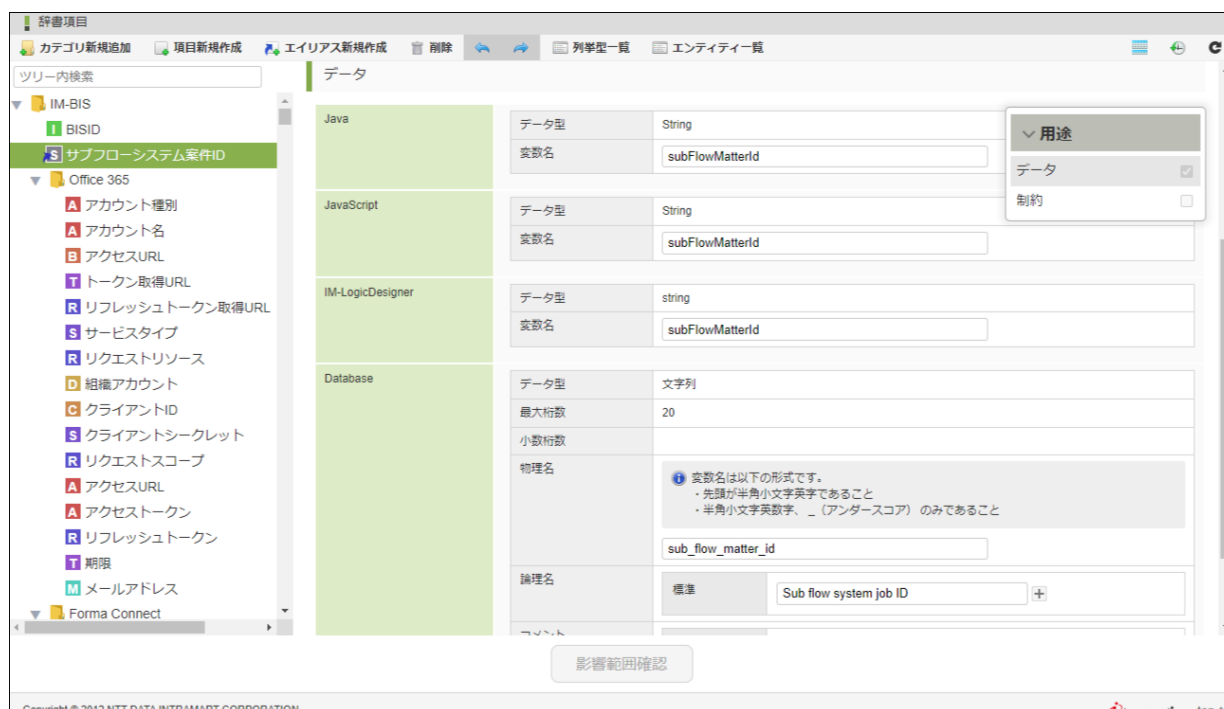 辞書項目
カテゴリ新規追加 項目新規作成 エイリアス新規作成 削除 列挙型一覧 エンティティ一覧
ツリー内検索
IM-BIS
I BISID
S サブフローシステム案件ID
Office 365
A アカウント種別
A アカウント名
B アクセスURL
T トークン取得URL
R リフレッシュトークン取得URL
S サービスタイプ
R リクエストリソース
D 組織アカウント
C クライアントID
S クライアントシークレット
R リクエストスコープ
A アクセスURL
A アクセストークン
R リフレッシュトークン
T 期限
M メールアドレス
Forma Connect
データ
Java
データ型 String
変数名 subFlowMatterId
JavaScript
データ型 String
変数名 subFlowMatterId
IM-LogicDesigner
データ型 string
変数名 subFlowMatterId
Database
データ型 文字列
最大桁数 20
小数桁数
物理名
変数名は以下の形式です。
・先頭が半角小文字英字であること
・半角小文字英数字、_（アンダースコア） のみであること
sub_flow_matter_id
論理名 標準 Sub flow system job ID
コメント
用途
データ
制約
影響範囲確認
Copyright © 2012 NTT DATA INTRAMART CORPORATION